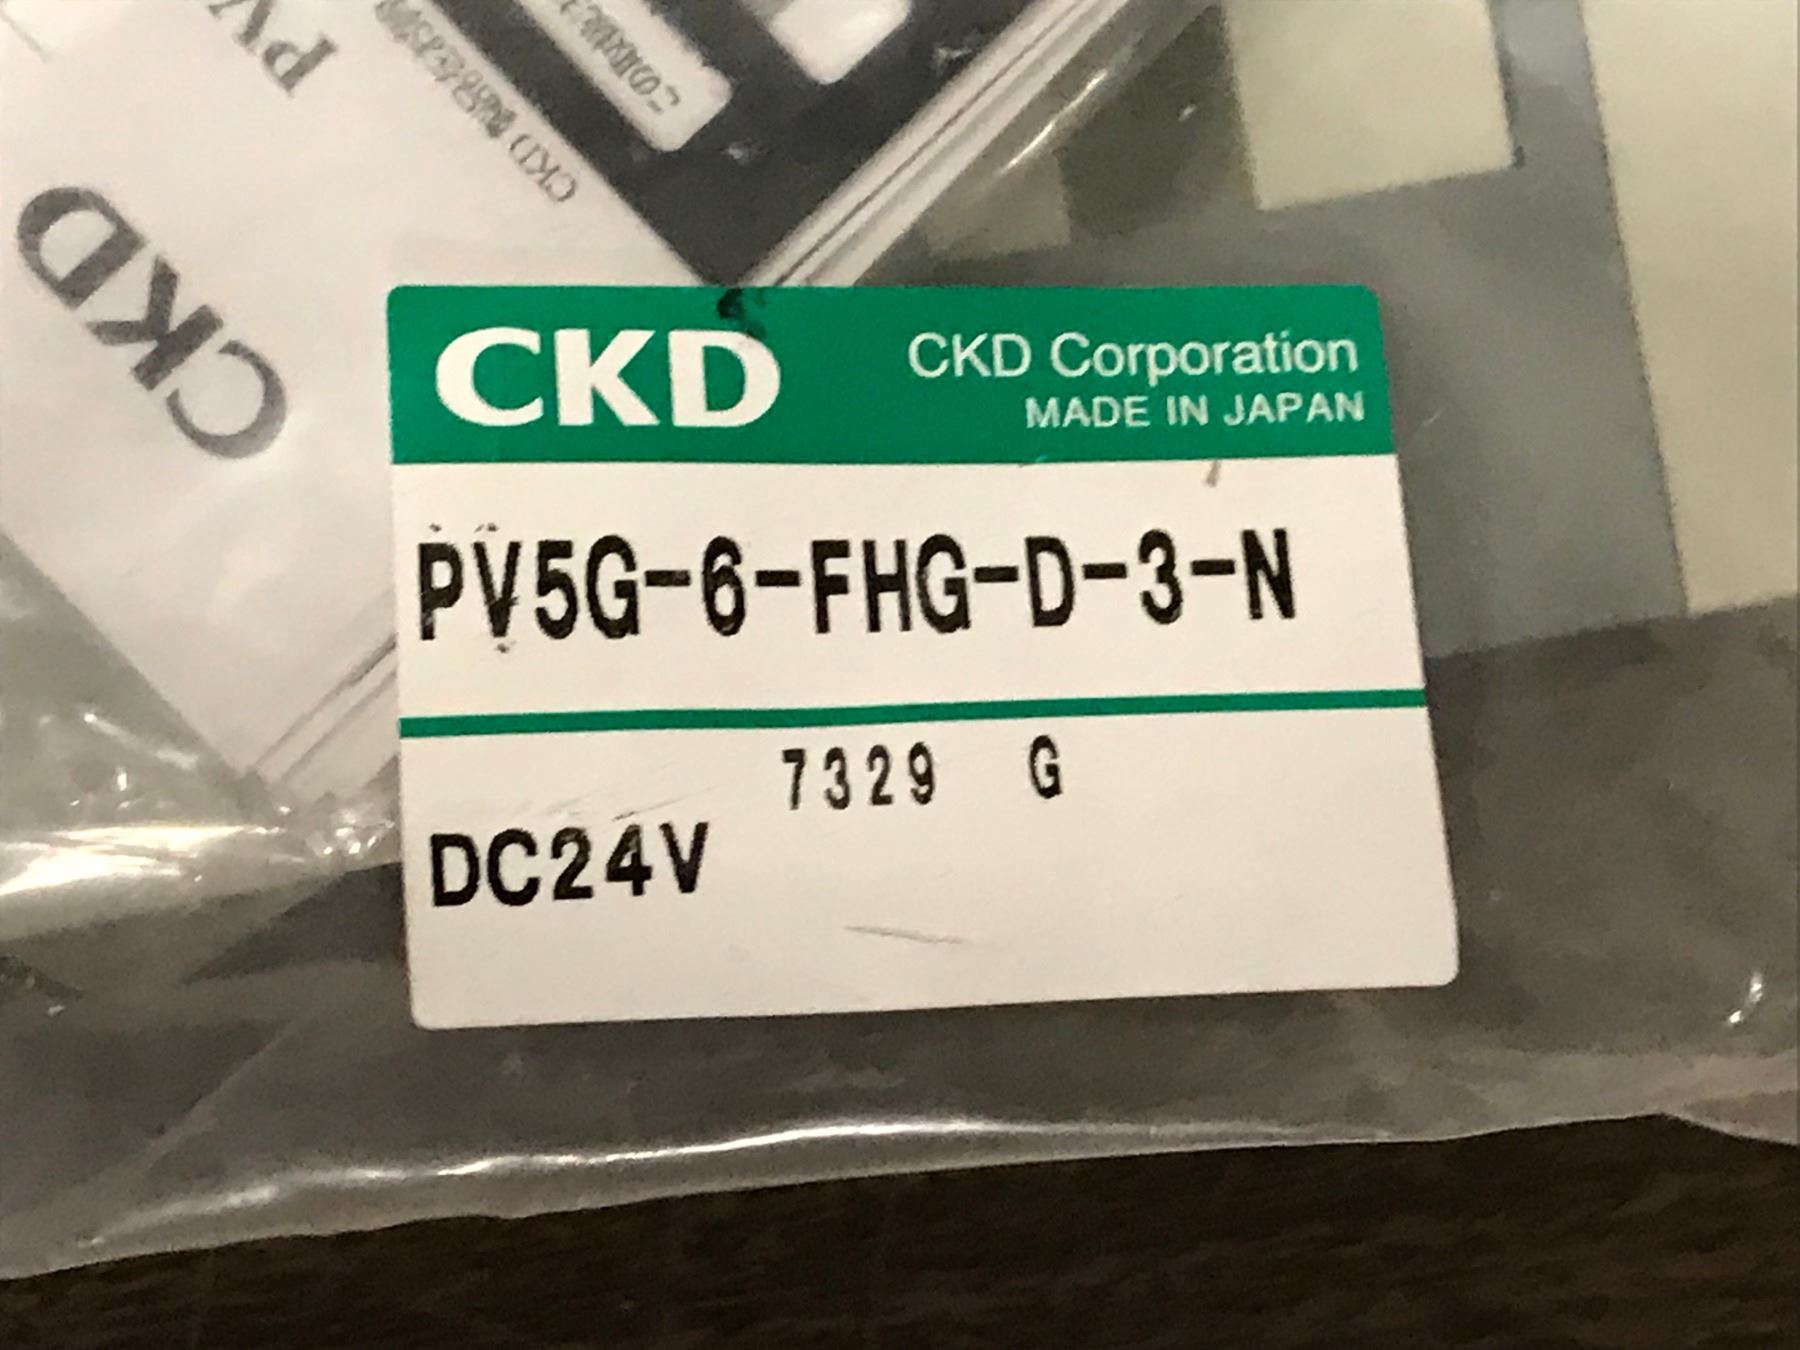 PV
CKD
CKD
CKD Corporation
MADE IN JAPAN
PV5G-6-FHG-D-3-N
7329 G
DC24V